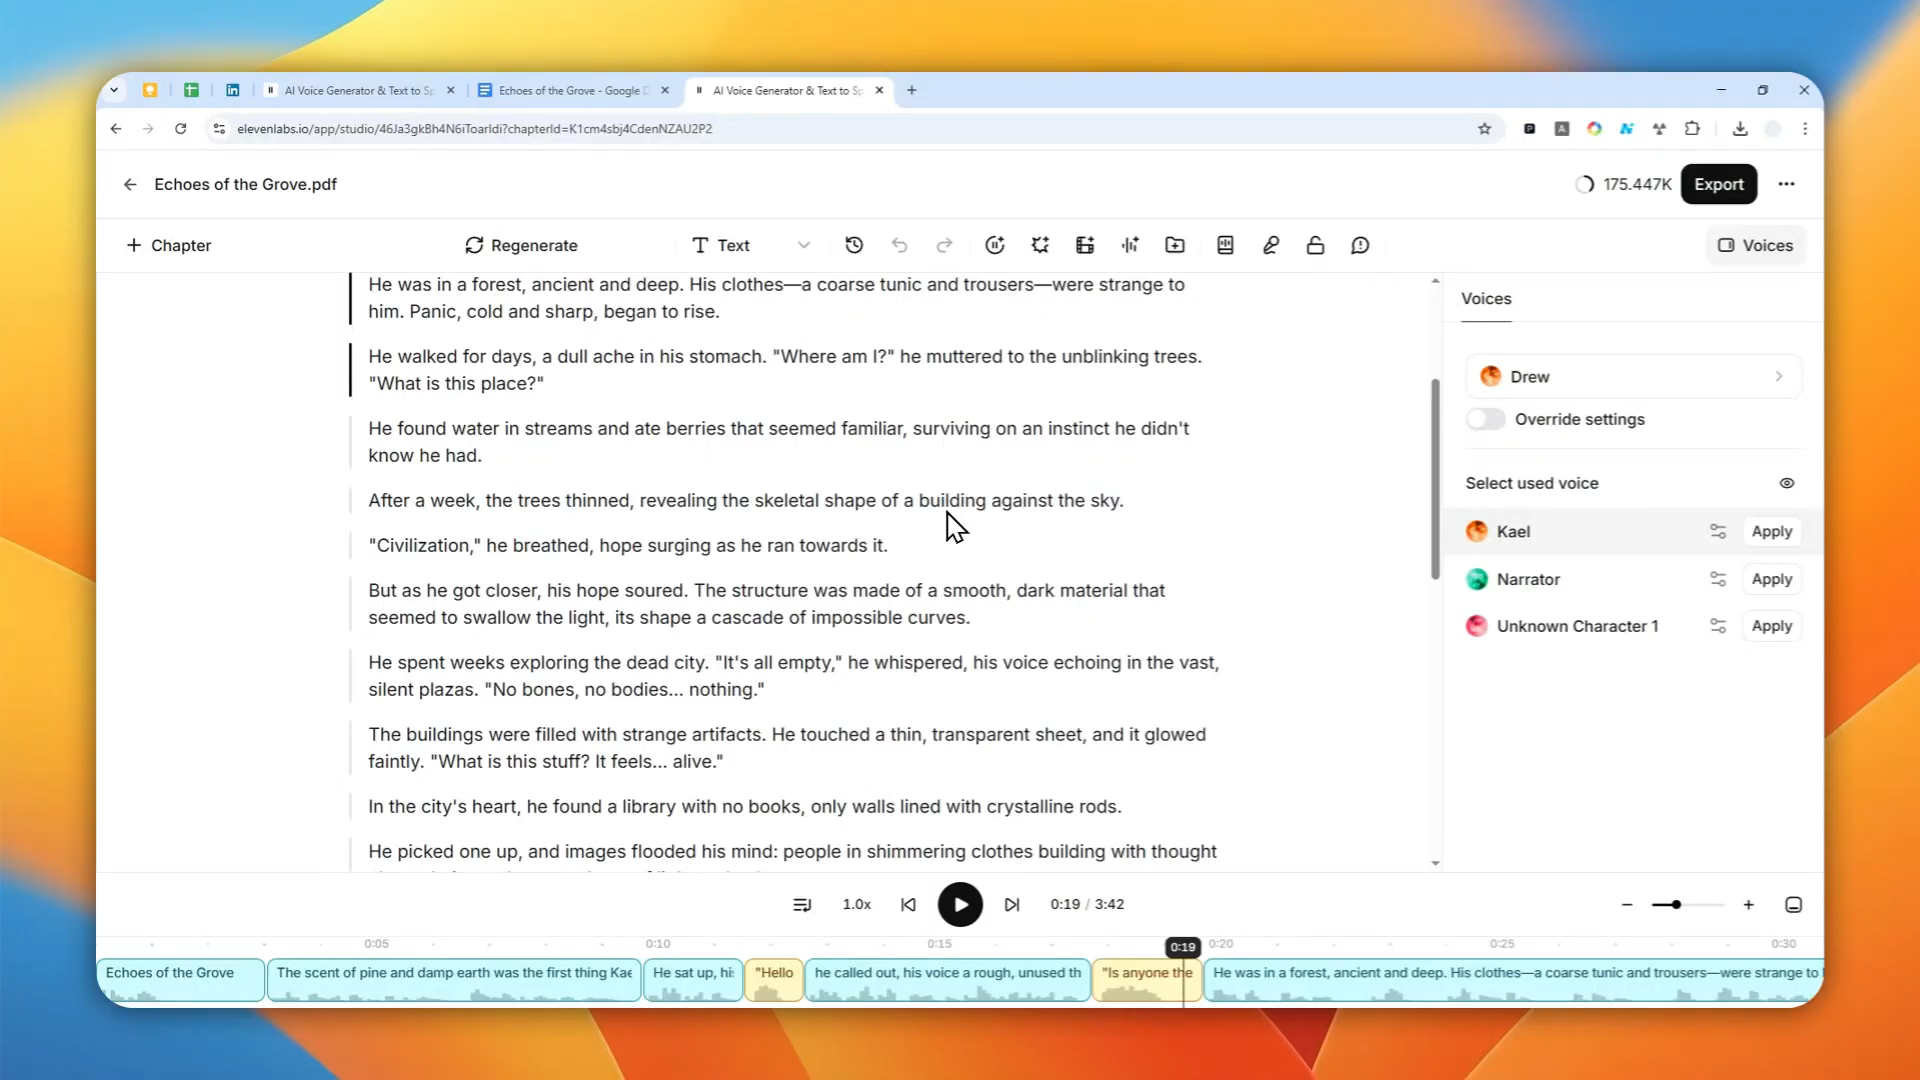 AI Voice Generator & Text to Sp
Echoes of the Grove - Google D
AI Voice Generator & Text to Sp
elevenlabs.io/app/studio/46Ja3gkBh4N6iToarIdi?chapterId=K1cm4sbj4CdenNZAU2P2
Echoes of the Grove.pdf
175.447K
Export
Chapter
Regenerate
Text
Voices
He was in a forest, ancient and deep. His clothes—a coarse tunic and trousers—were strange to
him. Panic, cold and sharp, began to rise.
He walked for days, a dull ache in his stomach. "Where am I?" he muttered to the unblinking trees.
"What is this place?"
He found water in streams and ate berries that seemed familiar, surviving on an instinct he didn't
know he had.
After a week, the trees thinned, revealing the skeletal shape of a building against the sky.
"Civilization," he breathed, hope surging as he ran towards it.
But as he got closer, his hope soured. The structure was made of a smooth, dark material that
seemed to swallow the light, its shape a cascade of impossible curves.
He spent weeks exploring the dead city. "It's all empty," he whispered, his voice echoing in the vast,
silent plazas. "No bones, no bodies... nothing."
The buildings were filled with strange artifacts. He touched a thin, transparent sheet, and it glowed
faintly. "What is this stuff? It feels... alive."
In the city's heart, he found a library with no books, only walls lined with crystalline rods.
He picked one up, and images flooded his mind: people in shimmering clothes building with thought
Voices
Drew
Override settings
Select used voice
Kael
Apply
Narrator
Apply
Unknown Character 1
Apply
1.0x
0:19 / 3:42
0:05
0:10
0:15
0:19
0:20
0:25
0:30
Echoes of the Grove
The scent of pine and damp earth was the first thing Kae
He sat up, his
"Hello
he called out, his voice a rough, unused th
"Is anyone the
He was in a forest, ancient and deep. His clothes—a coarse tunic and trousers—were strange to